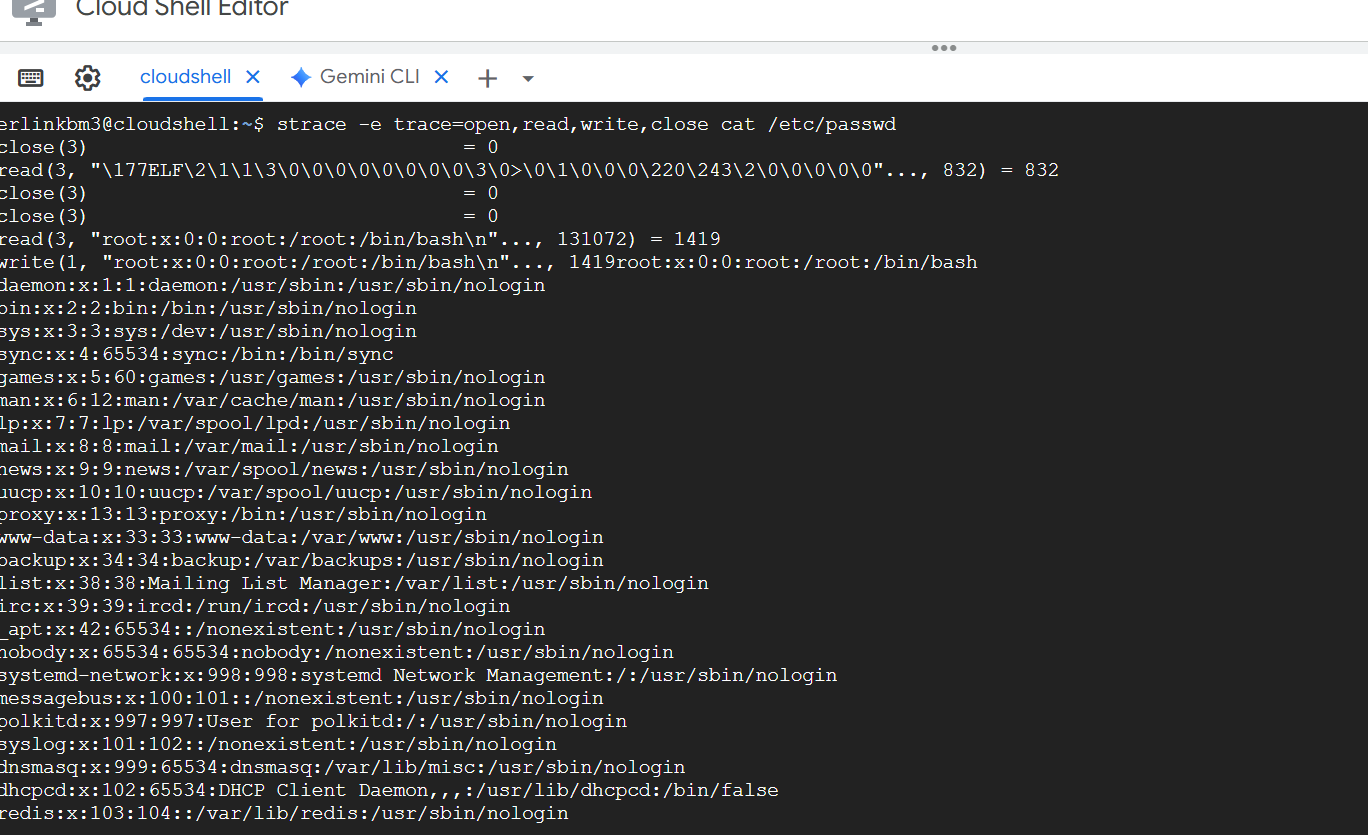 Cloud Shell Editor
cloudshell Gemini CLI
erlinkbm3@cloudshell:~$ strace -e trace=open,read,write,close cat /etc/passwd
close(3)                                = 0
read(3, "\177ELF\2\1\1\3\0\0\0\0\0\0\0\0\3\0>\0\1\0\0\0\220\243\2\0\0\0\0\0"..., 832) = 832
close(3)                                = 0
close(3)                                = 0
read(3, "root:x:0:0:root:/root:/bin/bash\n"..., 131072) = 1419
write(1, "root:x:0:0:root:/root:/bin/bash\n"..., 1419root:x:0:0:root:/root:/bin/bash
daemon:x:1:1:daemon:/usr/sbin:/usr/sbin/nologin
bin:x:2:2:bin:/bin:/usr/sbin/nologin
sys:x:3:3:sys:/dev:/usr/sbin/nologin
sync:x:4:65534:sync:/bin:/bin/sync
games:x:5:60:games:/usr/games:/usr/sbin/nologin
man:x:6:12:man:/var/cache/man:/usr/sbin/nologin
lp:x:7:7:lp:/var/spool/lpd:/usr/sbin/nologin
mail:x:8:8:mail:/var/mail:/usr/sbin/nologin
news:x:9:9:news:/var/spool/news:/usr/sbin/nologin
uucp:x:10:10:uucp:/var/spool/uucp:/usr/sbin/nologin
proxy:x:13:13:proxy:/bin:/usr/sbin/nologin
www-data:x:33:33:www-data:/var/www:/usr/sbin/nologin
backup:x:34:34:backup:/var/backups:/usr/sbin/nologin
list:x:38:38:Mailing List Manager:/var/list:/usr/sbin/nologin
irc:x:39:39:ircd:/run/ircd:/usr/sbin/nologin
_apt:x:42:65534::/nonexistent:/usr/sbin/nologin
nobody:x:65534:65534:nobody:/nonexistent:/usr/sbin/nologin
systemd-network:x:998:998:systemd Network Management:/:/usr/sbin/nologin
messagebus:x:100:101::/nonexistent:/usr/sbin/nologin
polkitd:x:997:997:User for polkitd:/:/usr/sbin/nologin
syslog:x:101:102::/nonexistent:/usr/sbin/nologin
dnsmasq:x:999:65534:dnsmasq:/var/lib/misc:/usr/sbin/nologin
dhcpcd:x:102:65534:DHCP Client Daemon,,,:/usr/lib/dhcpcd:/bin/false
redis:x:103:104::/var/lib/redis:/usr/sbin/nologin